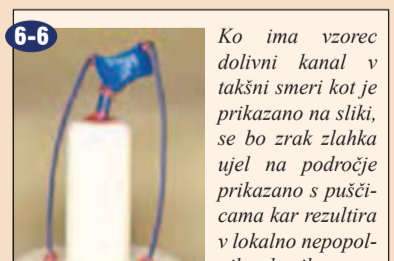 6-6
Ko ima vzorec
dolivni kanal v
takšni smeri kot je
prikazano na sliki,
se bo zrak zlahka
ujel na področje
prikazano s pušči-
cama kar rezultira
v lokalno nepopol-